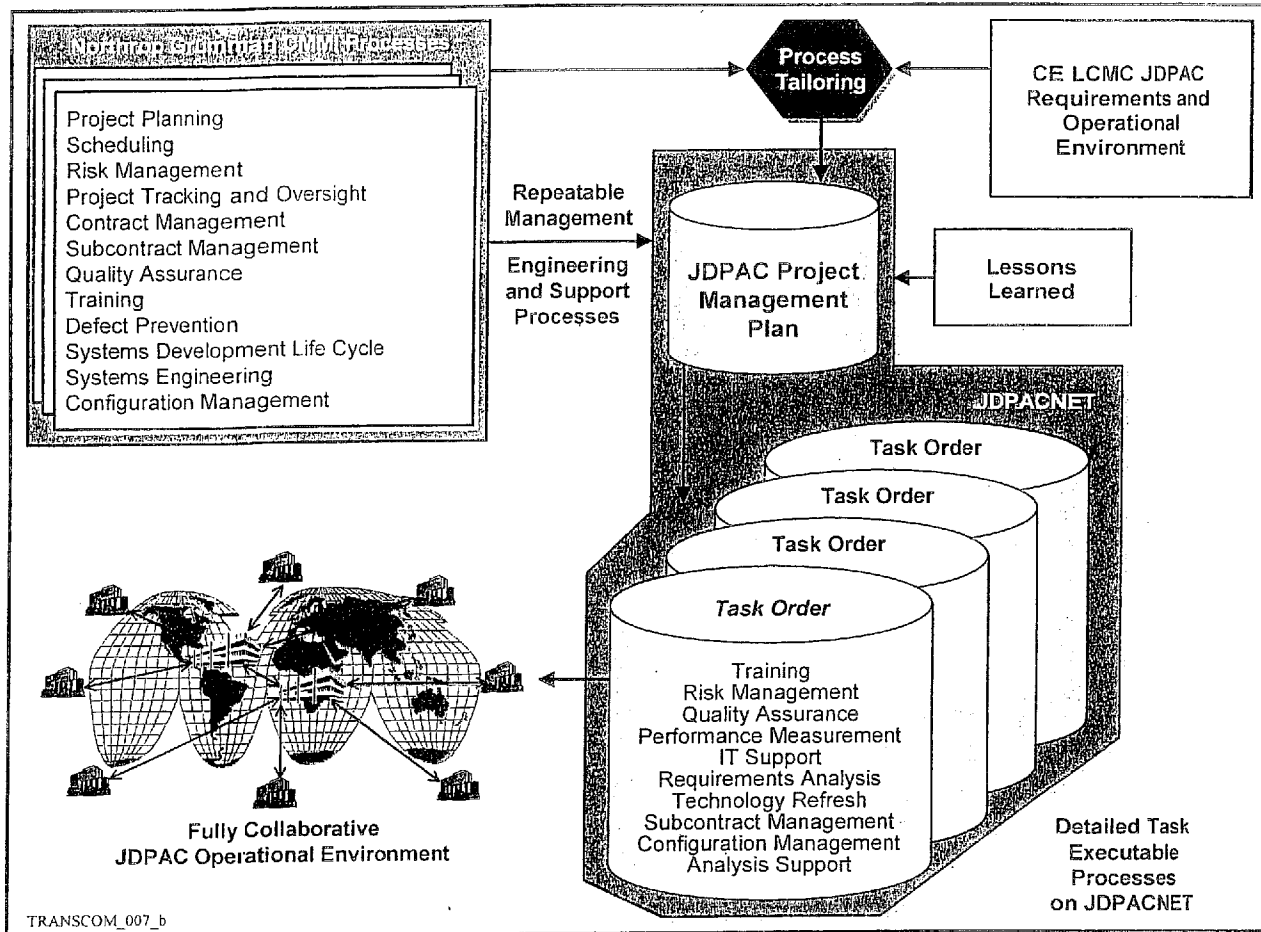 Northrop Grumman CMMI Processes
Project Planning
Scheduling
Risk Management
Project Tracking and Oversight
Contract Management
Subcontract Management
Quality Assurance
Training
Defect Prevention
Systems Development Life Cycle
Systems Engineering
Configuration Management
Process
Tailoring
CE LCMC JDPAC
Requirements and
Operational
Environment
Repeatable
Management
Engineering
and Support
Processes
JDPAC Project
Management
Plan
Lessons
Learned
JDPACNET
Task Order
Task Order
Task Order
Task Order
Training
Risk Management
Quality Assurance
Performance Measurement
IT Support
Requirements Analysis
Technology Refresh
Subcontract Management
Configuration Management
Analysis Support
Fully Collaborative
JDPAC Operational Environment
Detailed Task
Executable
Processes
on JDPACNET
TRANSCOM_007_b